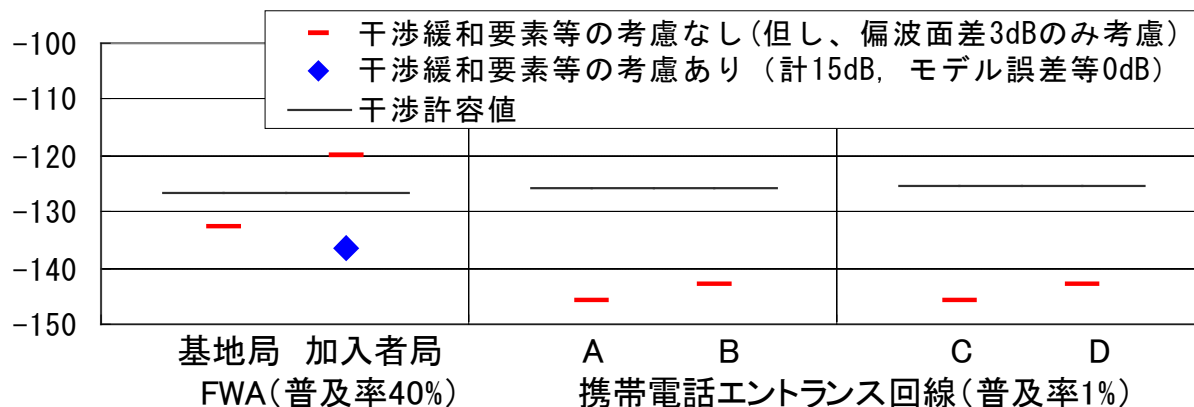 干渉緩和要素等の考慮なし(但し、偏波面差3dBのみ考慮)
干渉緩和要素等の考慮あり (計15dB, モデル誤差等0dB)
干渉許容値
-100
-110
-120
-130
-140
-150
基地局 加入者局 A B C D
FWA(普及率40%) 携帯電話エントランス回線(普及率1%)